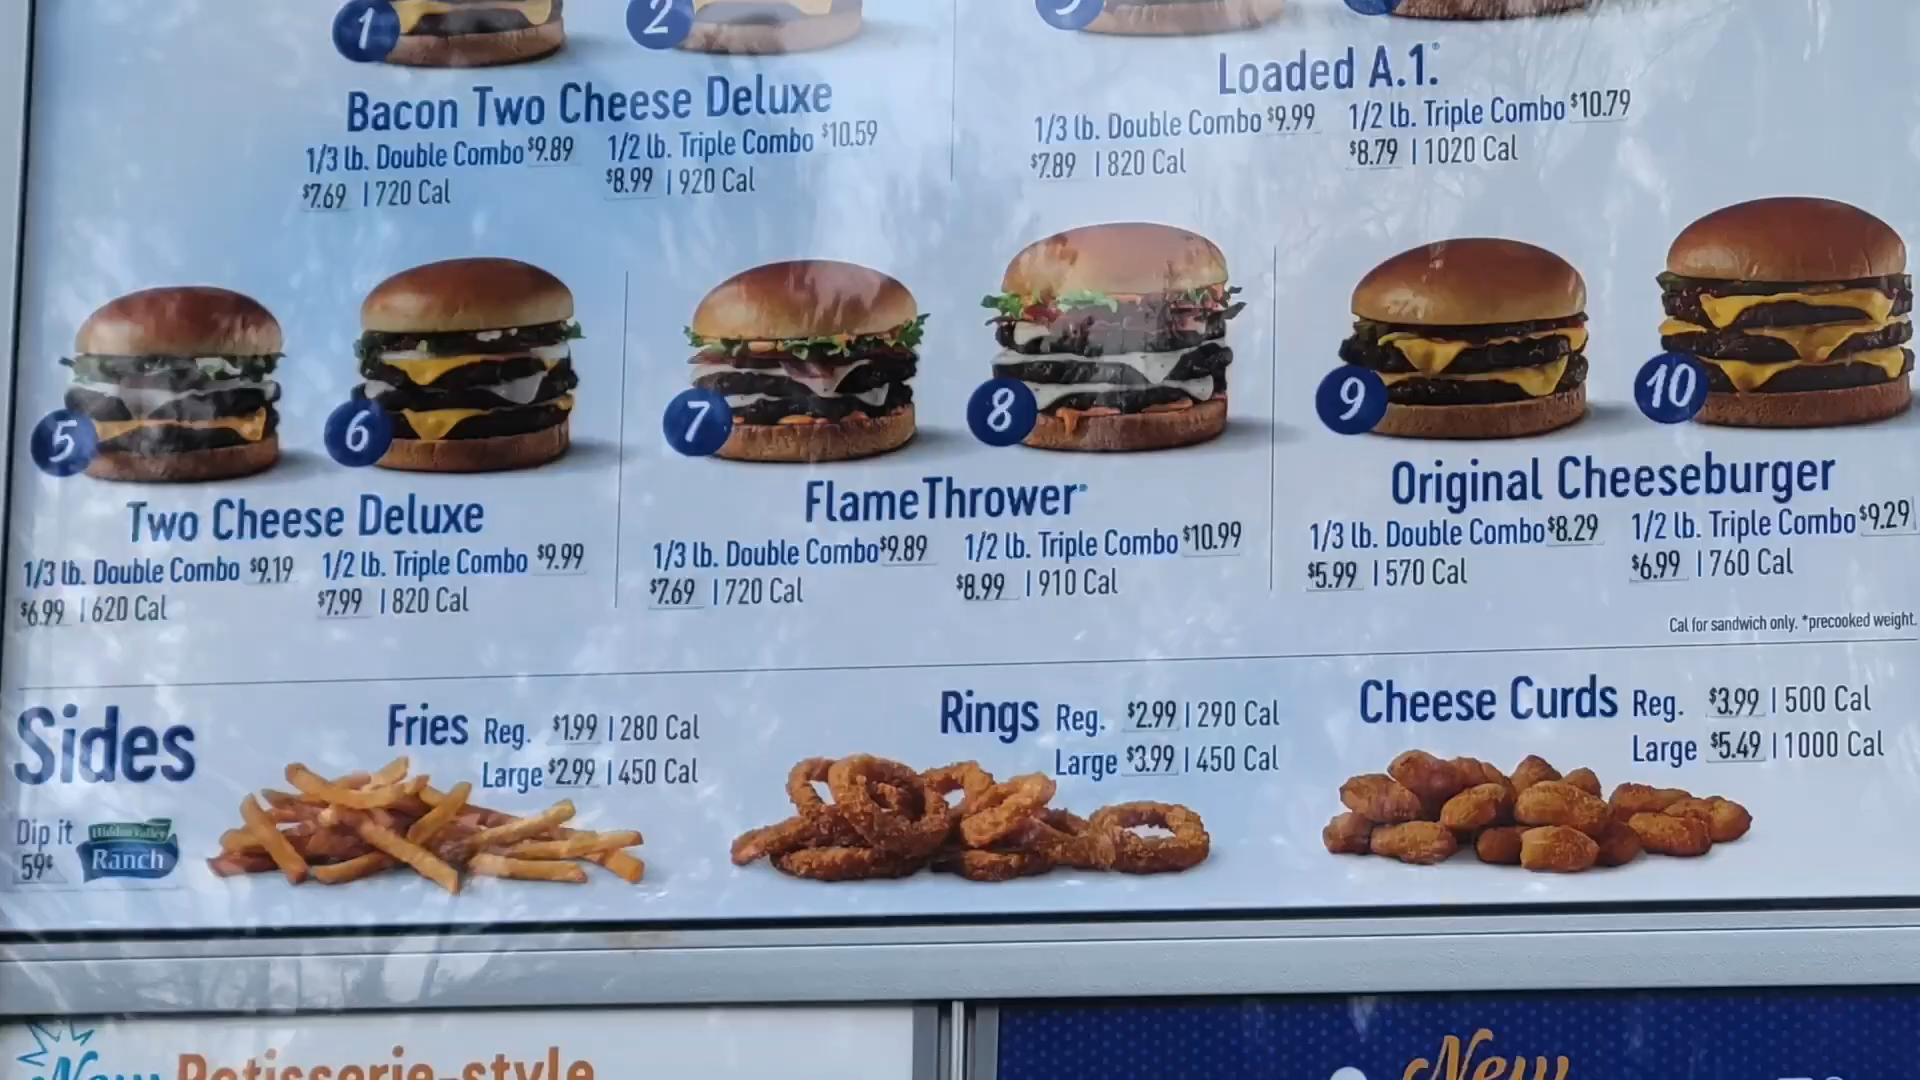 1
2
Bacon Two Cheese Deluxe
1/3 lb. Double Combo $9.89
$7.69 | 720 Cal
1/2 lb. Triple Combo $10.59
$8.99 | 920 Cal
Loaded A.1.®
1/3 lb. Double Combo $9.99
$7.89 | 820 Cal
1/2 lb. Triple Combo $10.79
$8.79 | 1020 Cal
5
6
Two Cheese Deluxe
1/3 lb. Double Combo $9.19
$6.99 | 620 Cal
1/2 lb. Triple Combo $9.99
$7.99 | 820 Cal
7
8
FlameThrower®
1/3 lb. Double Combo $9.89
$7.69 | 720 Cal
1/2 lb. Triple Combo $10.99
$8.99 | 910 Cal
9
10
Original Cheeseburger
1/3 lb. Double Combo $8.29
$5.99 | 570 Cal
1/2 lb. Triple Combo $9.29
$6.99 | 760 Cal
Cal for sandwich only. *precooked weight.
Sides
Dip it
59¢
Hidden Valley
Ranch
Fries Reg. $1.99 | 280 Cal
Large $2.99 | 450 Cal
Rings Reg. $2.99 | 290 Cal
Large $3.99 | 450 Cal
Cheese Curds Reg. $3.99 | 500 Cal
Large $5.49 | 1000 Cal
New Rotisserie-style
New